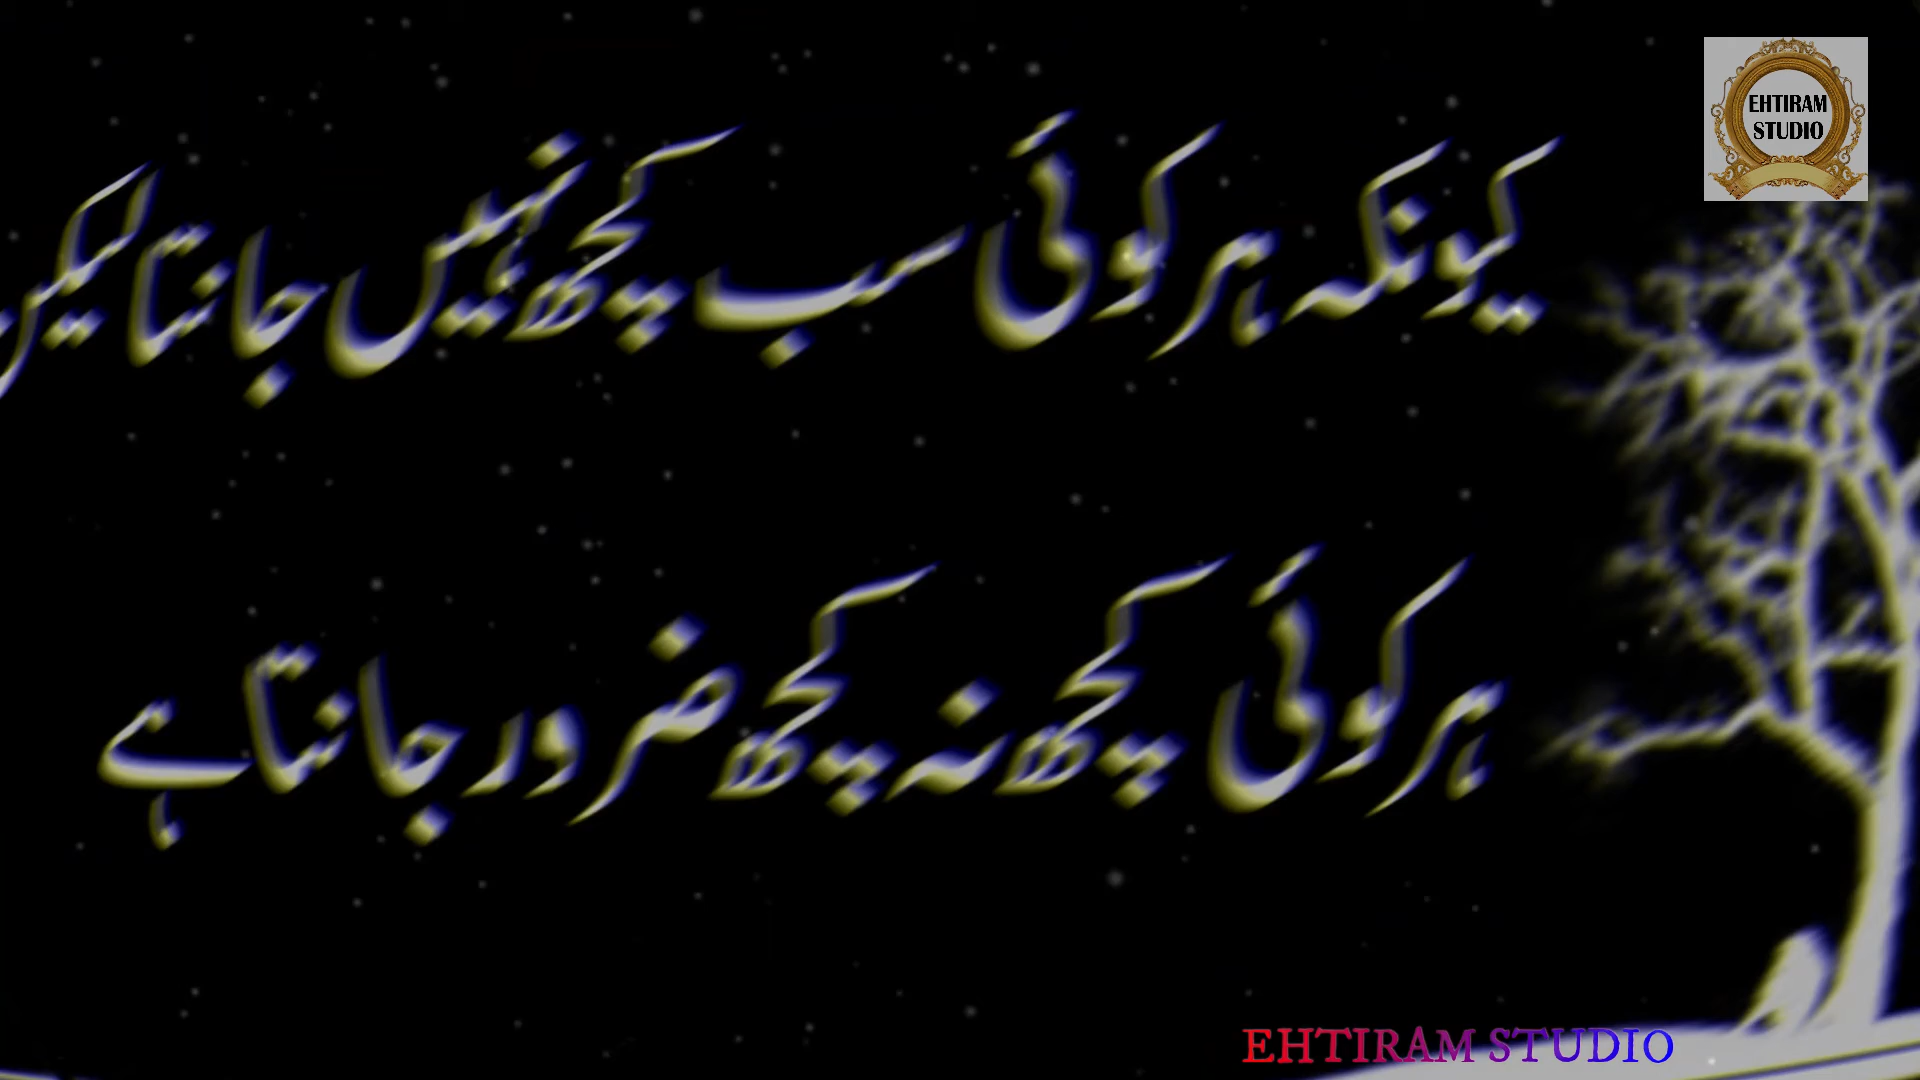 EHTIRAM
STUDIO
کیونکہ ہر کوئی سب کچھ نہیں جانتا لیکن
ہر کوئی کچھ نہ کچھ ضرور جانتا ہے
EHTIRAM STUDIO